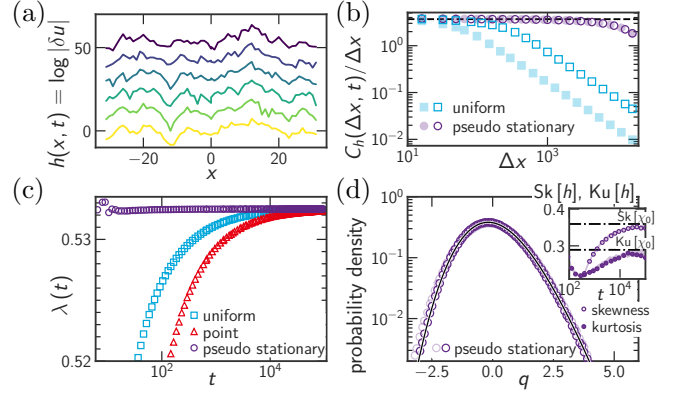 (a)
h(x, t) = log |δu|
50
0
−20
0
20
x
(b)
C_h(Δx, t)/Δx
10^0
10^−1
10^−2
10^1
10^3
Δx
uniform
pseudo stationary
(c)
λ(t)
0.53
0.52
10^2
10^4
t
uniform
point
pseudo stationary
(d)
Sk [h], Ku [h]
probability density
10^0
10^−1
10^−2
−2.5
0.0
2.5
5.0
q
pseudo stationary
0.4
0.3
Sk[χ_0]
Ku[χ_0]
10^2
10^4
t
skewness
kurtosis